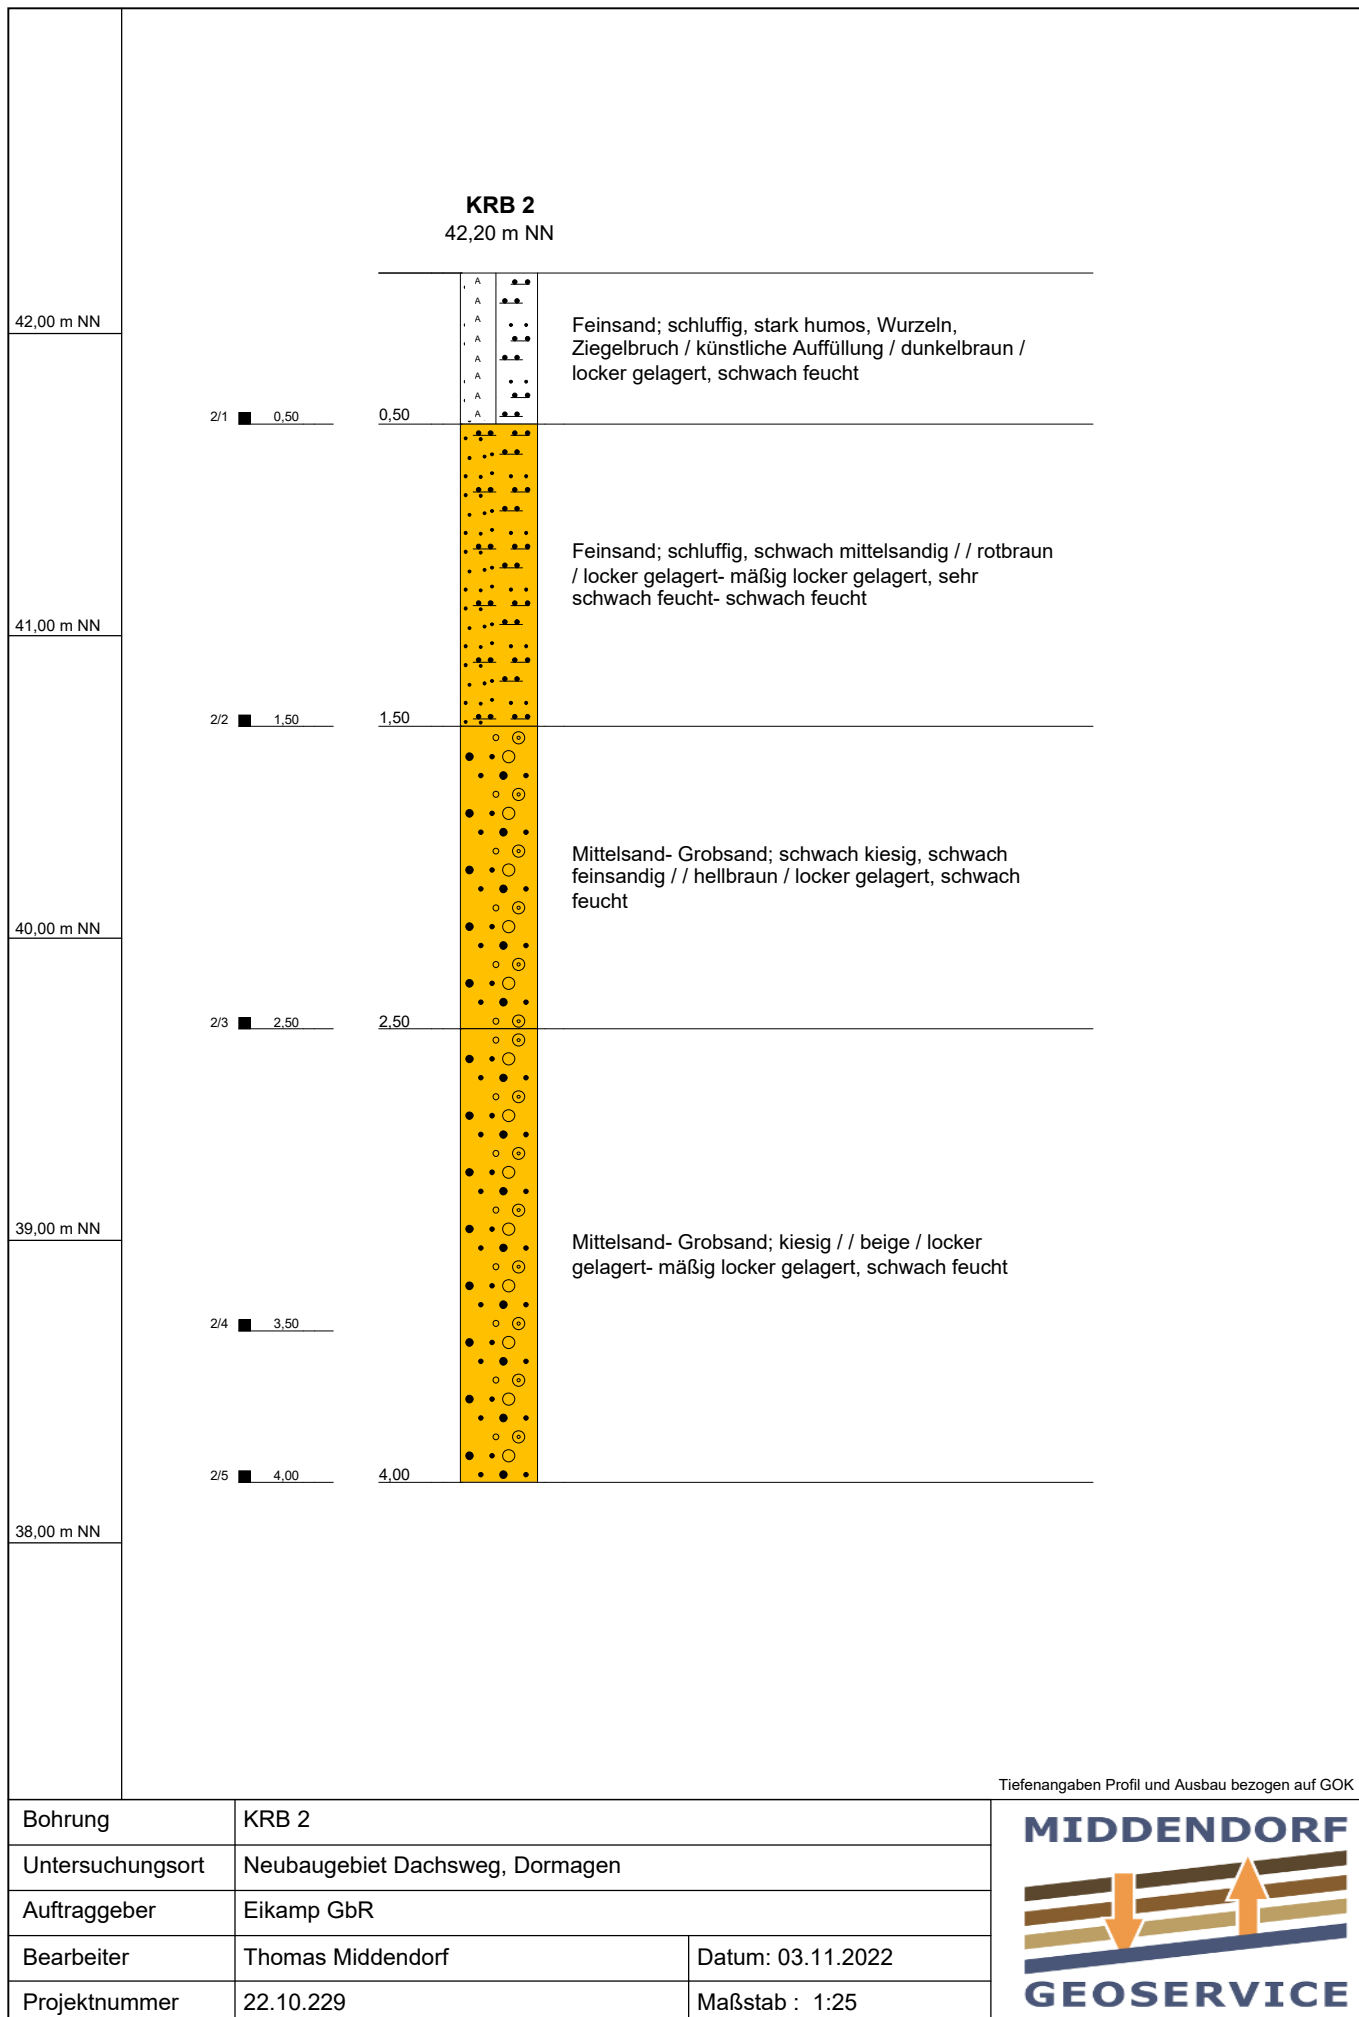 KRB 2
42,20 m NN
42,00 m NN
A
A
A
A
A
A
A
A
Feinsand; schluffig, stark humos, Wurzeln,
Ziegelbruch / künstliche Auffüllung / dunkelbraun /
locker gelagert, schwach feucht
2/1 0,50 0,50
Feinsand; schluffig, schwach mittelsandig / / rotbraun
/ locker gelagert- mäßig locker gelagert, sehr
schwach feucht- schwach feucht
41,00 m NN
2/2 1,50 1,50
Mittelsand- Grobsand; schwach kiesig, schwach
feinsandig / / hellbraun / locker gelagert, schwach
feucht
40,00 m NN
2/3 2,50 2,50
39,00 m NN
Mittelsand- Grobsand; kiesig / / beige / locker
gelagert- mäßig locker gelagert, schwach feucht
2/4 3,50
2/5 4,00 4,00
38,00 m NN
Tiefenangaben Profil und Ausbau bezogen auf GOK
Bohrung KRB 2
Untersuchungsort Neubaugebiet Dachsweg, Dormagen
Auftraggeber Eikamp GbR
Bearbeiter Thomas Middendorf Datum: 03.11.2022
Projektnummer 22.10.229 Maßstab : 1:25
MIDDENDORF
GEOSERVICE